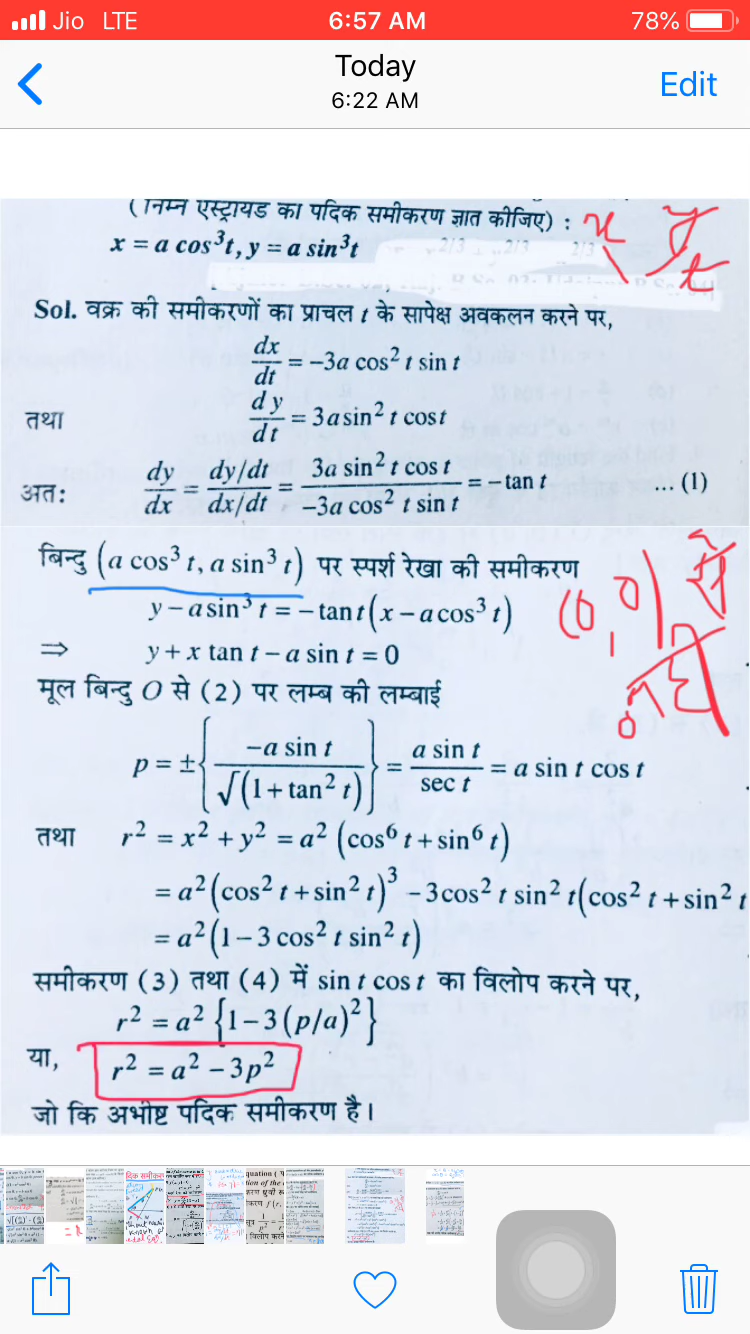 Jio LTE 6:57 AM 78%
Today
6:22 AM
Edit
(निम्न एस्ट्रायड का पदिक समीकरण ज्ञात कीजिए) :
x = a cos³t, y = a sin³t
x
y
t
Sol. वक्र की समीकरणों का प्राचल t के सापेक्ष अवकलन करने पर,
dx/dt = −3a cos² t sin t
तथा dy/dt = 3a sin² t cos t
अतः dy/dx = (dy/dt)/(dx/dt) = (3a sin² t cos t)/(−3a cos² t sin t) = −tan t ... (1)
बिन्दु (a cos³ t, a sin³ t) पर स्पर्श रेखा की समीकरण
y − a sin³ t = − tan t (x − a cos³ t)
(0,0) से
नहीं
⇒ y + x tan t − a sin t = 0
मूल बिन्दु O से (2) पर लम्ब की लम्बाई
p = ±{(−a sin t)/(√(1 + tan² t))} = (a sin t)/(sec t) = a sin t cos t
तथा r² = x² + y² = a² (cos⁶ t + sin⁶ t)
= a² (cos² t + sin² t)³ − 3 cos² t sin² t (cos² t + sin² t
= a² (1 − 3 cos² t sin² t)
समीकरण (3) तथा (4) में sin t cos t का विलोप करने पर,
r² = a² {1 − 3 (p/a)²}
या, r² = a² − 3p²
जो कि अभीष्ट पदिक समीकरण है।